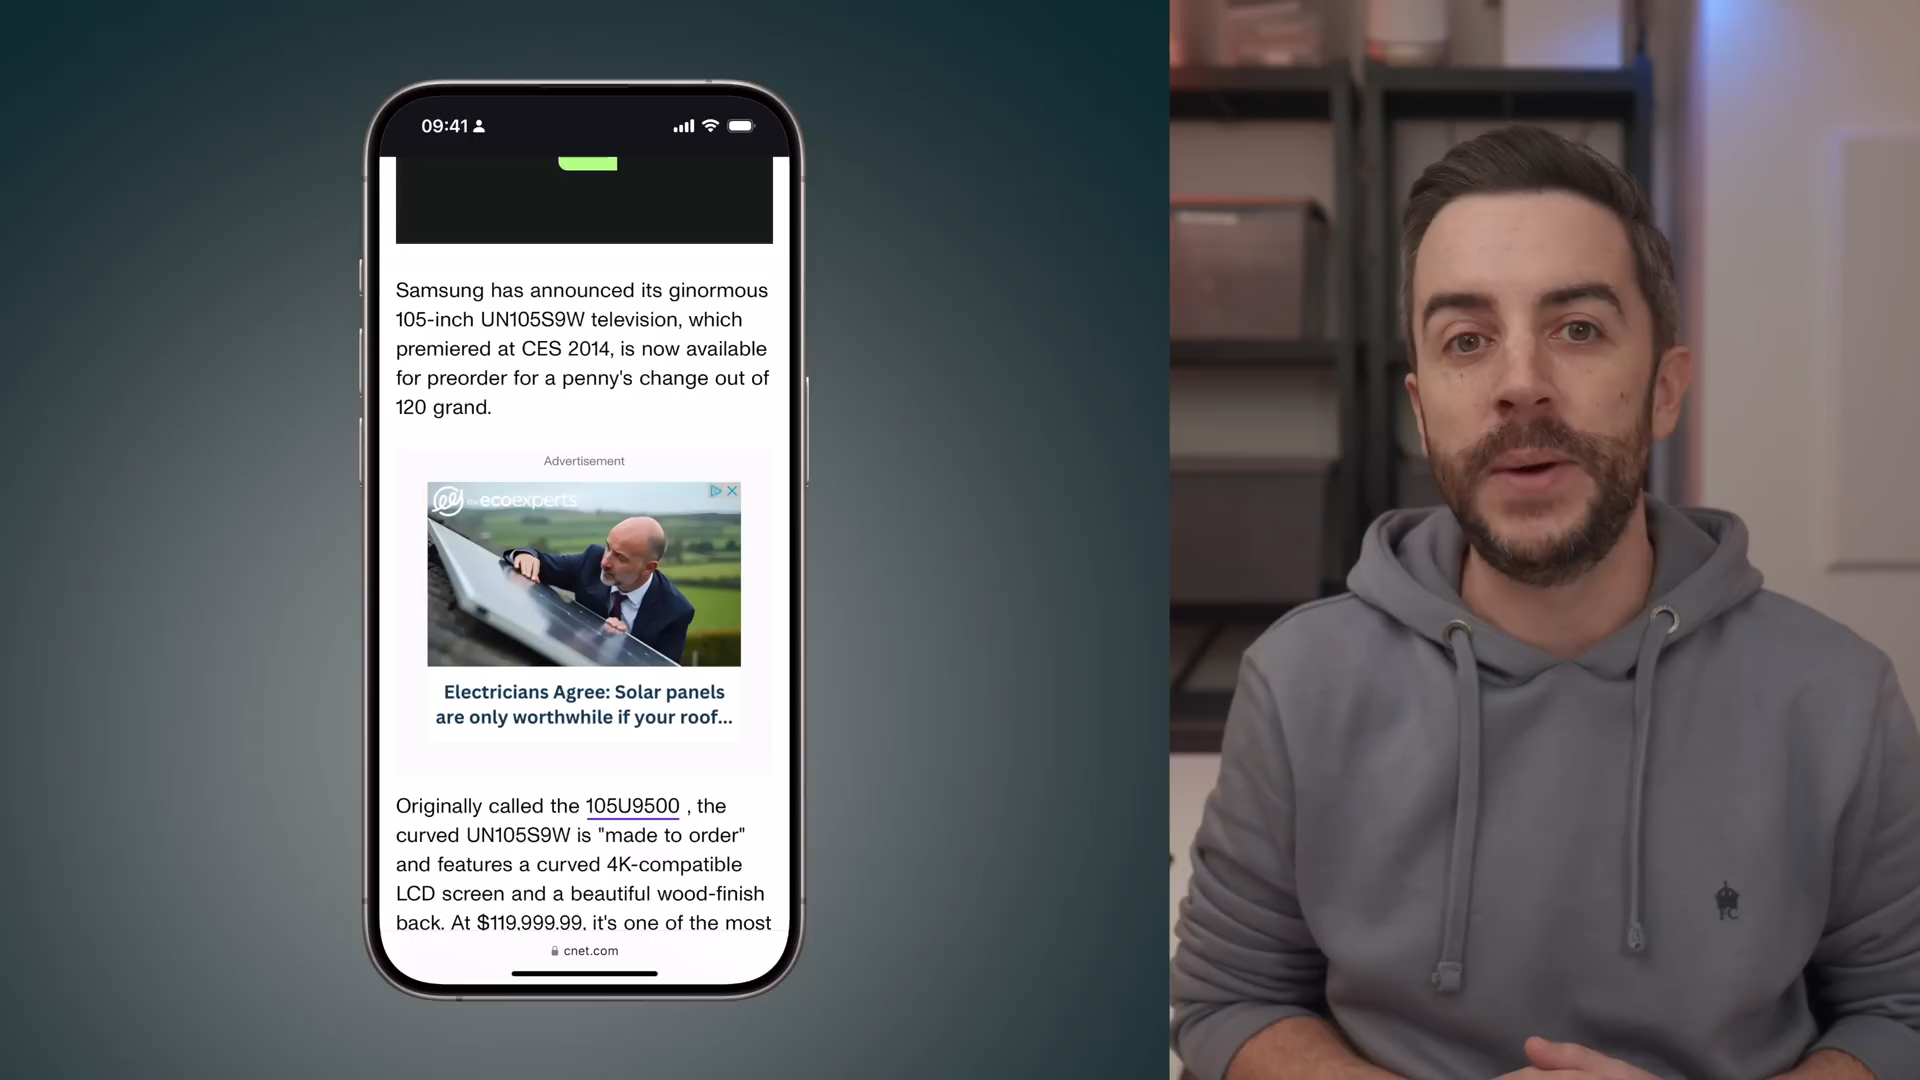 09:41
Samsung has announced its ginormous
105-inch UN105S9W television, which
premiered at CES 2014, is now available
for preorder for a penny's change out of
120 grand.
Advertisement
the ecoexperts
Electricians Agree: Solar panels
are only worthwhile if your roof...
Originally called the 105U9500 , the
curved UN105S9W is "made to order"
and features a curved 4K-compatible
LCD screen and a beautiful wood-finish
back. At $119,999.99, it's one of the most
cnet.com
FC